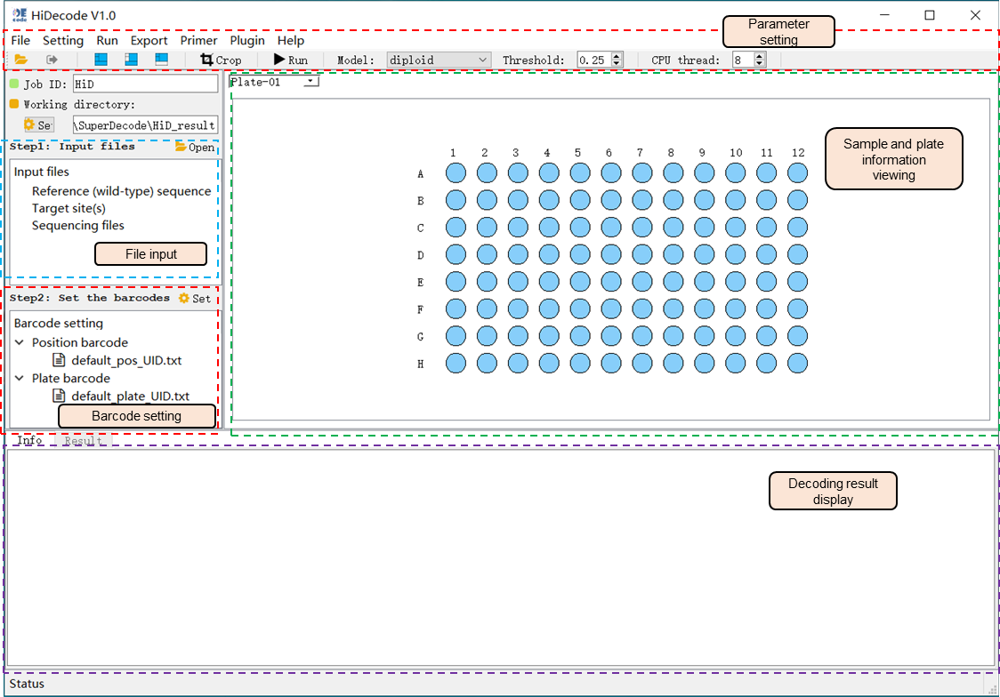 HiDecode V1.0
File Setting Run Export Primer Plugin Help
Parameter
setting
Crop Run Model: diploid Threshold: 0.25 CPU thread: 8
Job ID: HiD
Working directory:
Se \SuperDecode\HiD_result
Step1: Input files Open
Input files
Reference (wild-type) sequence
Target site(s)
Sequencing files
File input
Step2: Set the barcodes Set
Barcode setting
Position barcode
default_pos_UID.txt
Plate barcode
default_plate_UID.txt
Barcode setting
Plate-01
1 2 3 4 5 6 7 8 9 10 11 12
A
B
C
D
E
F
G
H
Sample and plate
information
viewing
Info Result
Decoding result
display
Status